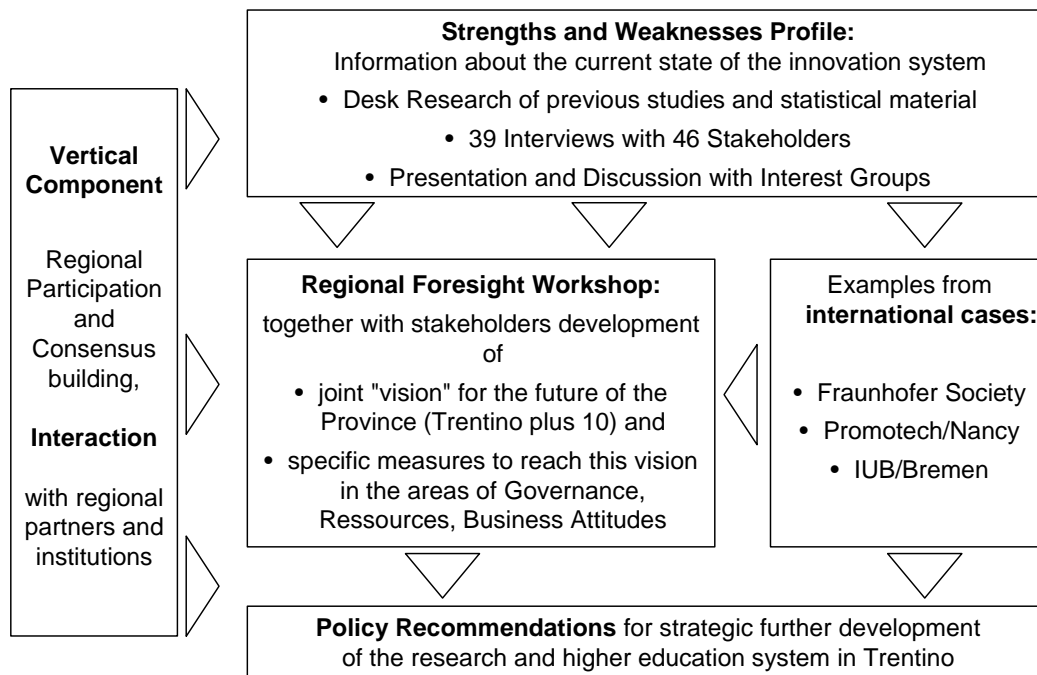 Strengths and Weaknesses Profile:
Information about the current state of the innovation system
• Desk Research of previous studies and statistical material
• 39 Interviews with 46 Stakeholders
• Presentation and Discussion with Interest Groups
Vertical
Component
Regional
Participation
and
Consensus
building,
Interaction
with regional
partners and
institutions
Regional Foresight Workshop:
together with stakeholders development
of
• joint "vision" for the future of the
Province (Trentino plus 10) and
• specific measures to reach this vision
in the areas of Governance,
Ressources, Business Attitudes
Examples from
international cases:
• Fraunhofer Society
• Promotech/Nancy
• IUB/Bremen
Policy Recommendations for strategic further development
of the research and higher education system in Trentino